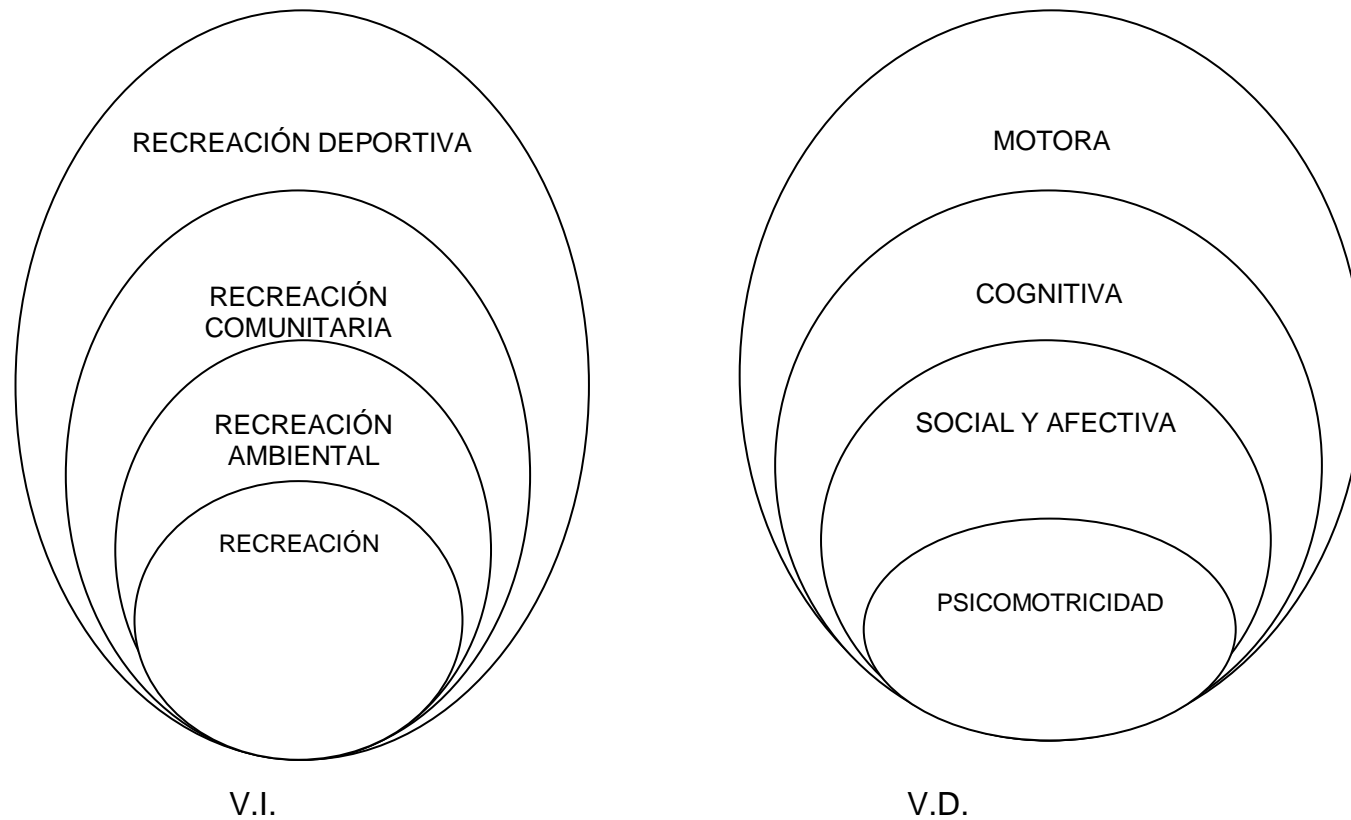 RECREACIÓN DEPORTIVA
RECREACIÓN
COMUNITARIA
RECREACIÓN
AMBIENTAL
RECREACIÓN
V.I.
MOTORA
COGNITIVA
SOCIAL Y AFECTIVA
PSICOMOTRICIDAD
V.D.